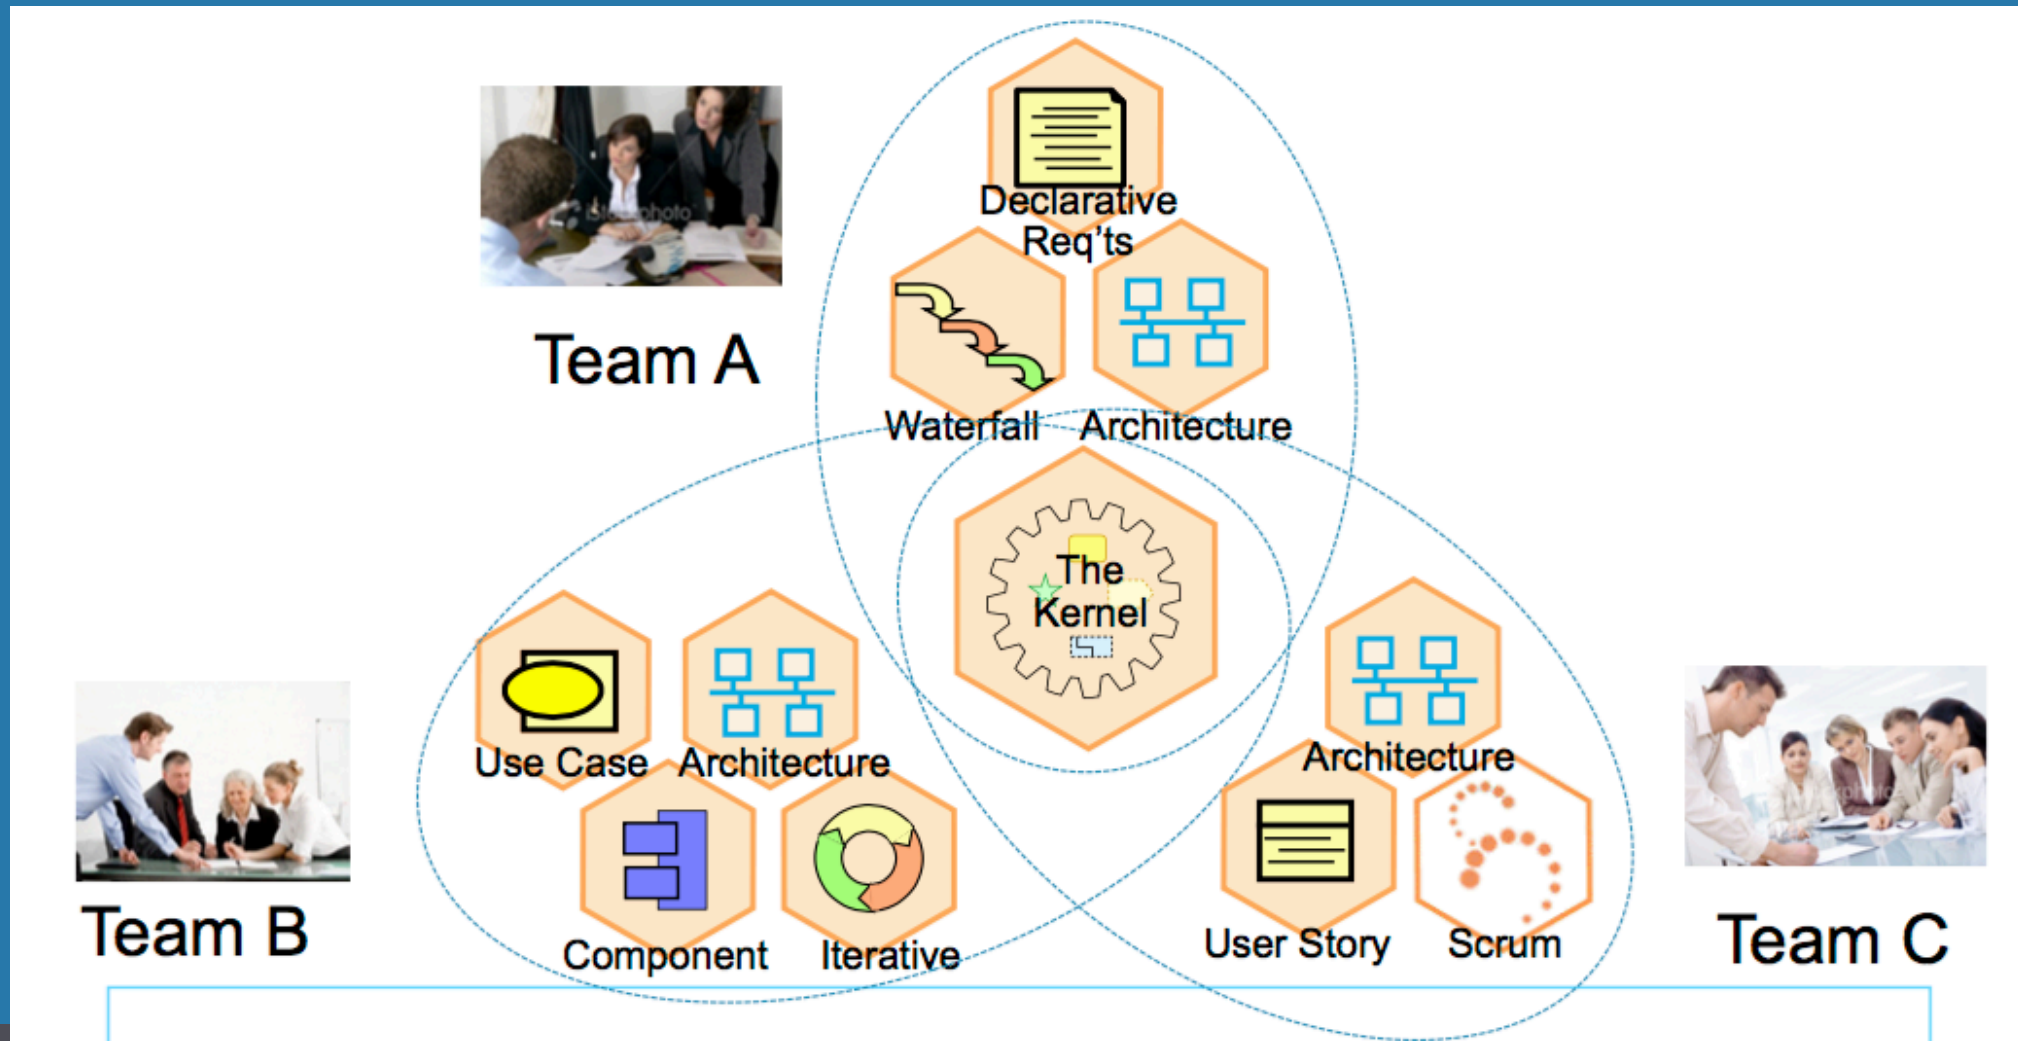 iStockphoto
Team A
Declarative
Req'ts
Waterfall
Architecture
The
Kernel
Use Case
Architecture
Component
Iterative
Team B
Architecture
User Story
Scrum
Team C